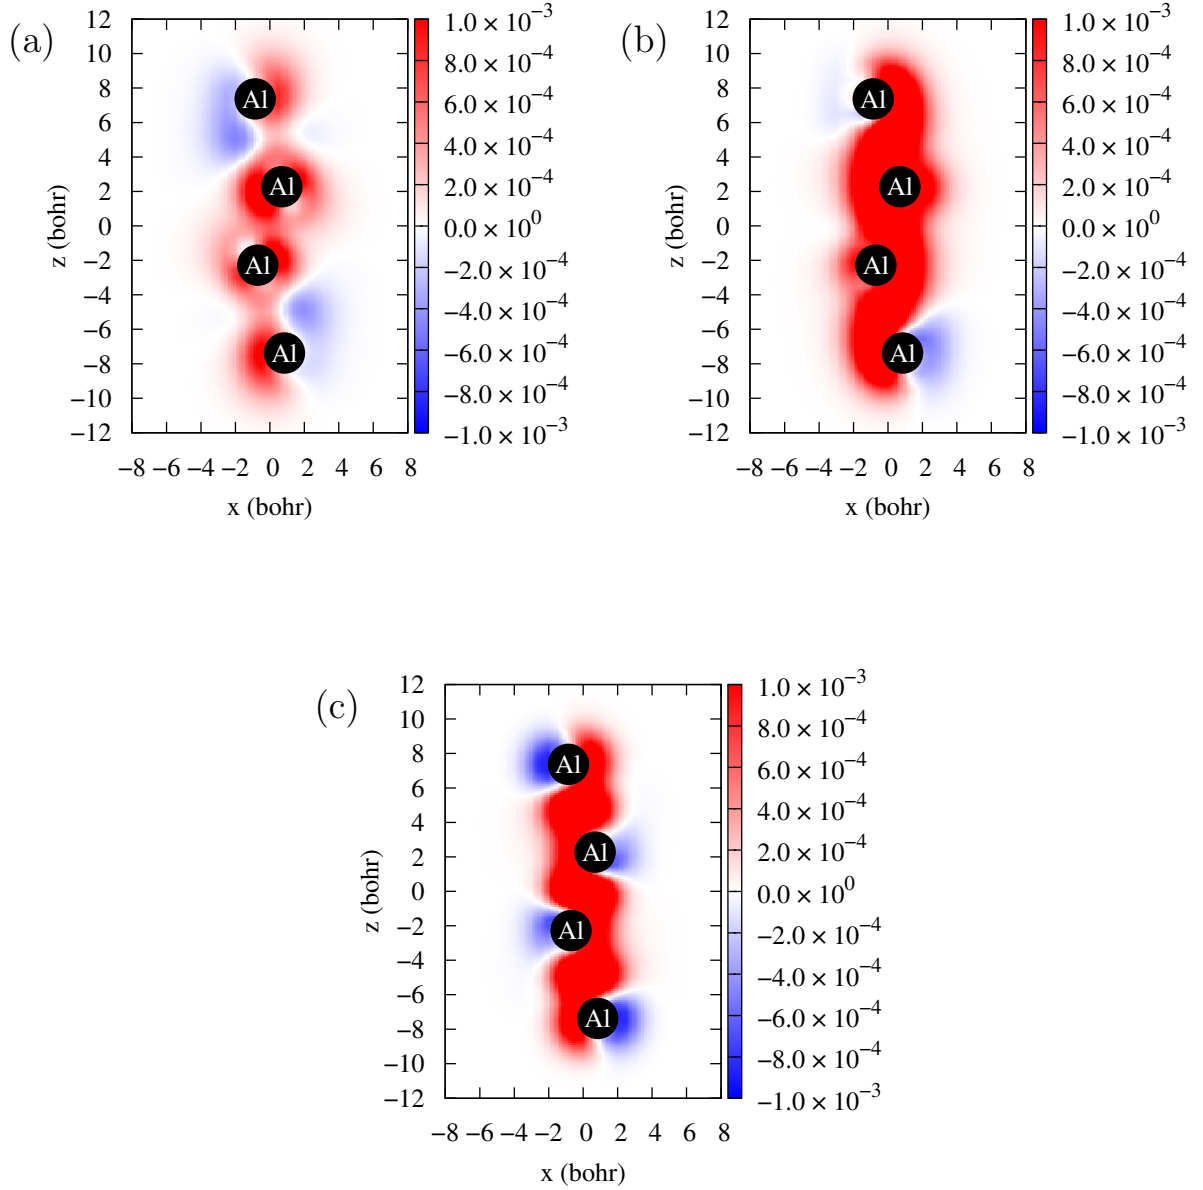 (a)
12
10
8
6
4
2
0
−2
−4
−6
−8
−10
−12
z (bohr)
−8 −6 −4 −2 0 2 4 6 8
x (bohr)
Al
Al
Al
Al
1.0 × 10^−3
8.0 × 10^−4
6.0 × 10^−4
4.0 × 10^−4
2.0 × 10^−4
0.0 × 10^0
−2.0 × 10^−4
−4.0 × 10^−4
−6.0 × 10^−4
−8.0 × 10^−4
−1.0 × 10^−3
(b)
12
10
8
6
4
2
0
−2
−4
−6
−8
−10
−12
z (bohr)
−8 −6 −4 −2 0 2 4 6 8
x (bohr)
Al
Al
Al
Al
1.0 × 10^−3
8.0 × 10^−4
6.0 × 10^−4
4.0 × 10^−4
2.0 × 10^−4
0.0 × 10^0
−2.0 × 10^−4
−4.0 × 10^−4
−6.0 × 10^−4
−8.0 × 10^−4
−1.0 × 10^−3
(c)
12
10
8
6
4
2
0
−2
−4
−6
−8
−10
−12
z (bohr)
−8 −6 −4 −2 0 2 4 6 8
x (bohr)
Al
Al
Al
Al
1.0 × 10^−3
8.0 × 10^−4
6.0 × 10^−4
4.0 × 10^−4
2.0 × 10^−4
0.0 × 10^0
−2.0 × 10^−4
−4.0 × 10^−4
−6.0 × 10^−4
−8.0 × 10^−4
−1.0 × 10^−3